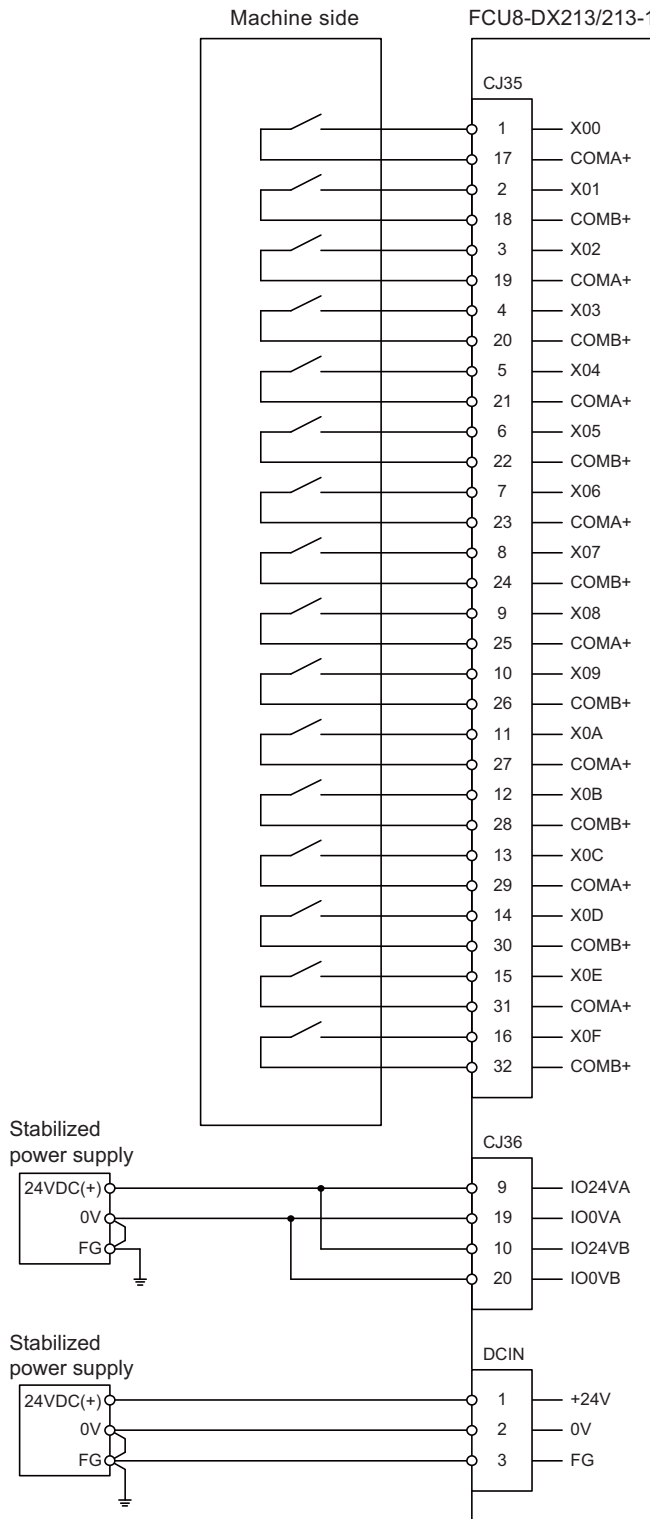 Machine side FCU8-DX213/213-1
CJ35
1 X00
17 COMA+
2 X01
18 COMB+
3 X02
19 COMA+
4 X03
20 COMB+
5 X04
21 COMA+
6 X05
22 COMB+
7 X06
23 COMA+
8 X07
24 COMB+
9 X08
25 COMA+
10 X09
26 COMB+
11 X0A
27 COMA+
12 X0B
28 COMB+
13 X0C
29 COMA+
14 X0D
30 COMB+
15 X0E
31 COMA+
16 X0F
32 COMB+
Stabilized
power supply
CJ36
24VDC(+) 9 IO24VA
0V 19 IO0VA
FG 10 IO24VB
20 IO0VB
Stabilized
power supply
DCIN
24VDC(+) 1 +24V
0V 2 0V
FG 3 FG